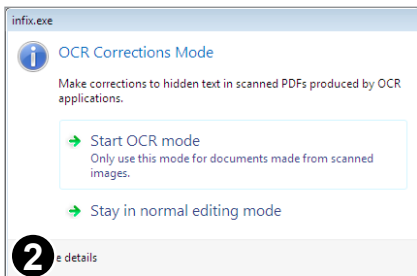 infix.exe
OCR Corrections Mode
Make corrections to hidden text in scanned PDFs produced by OCR
applications.
Start OCR mode
Only use this mode for documents made from scanned
images.
Stay in normal editing mode
2 details